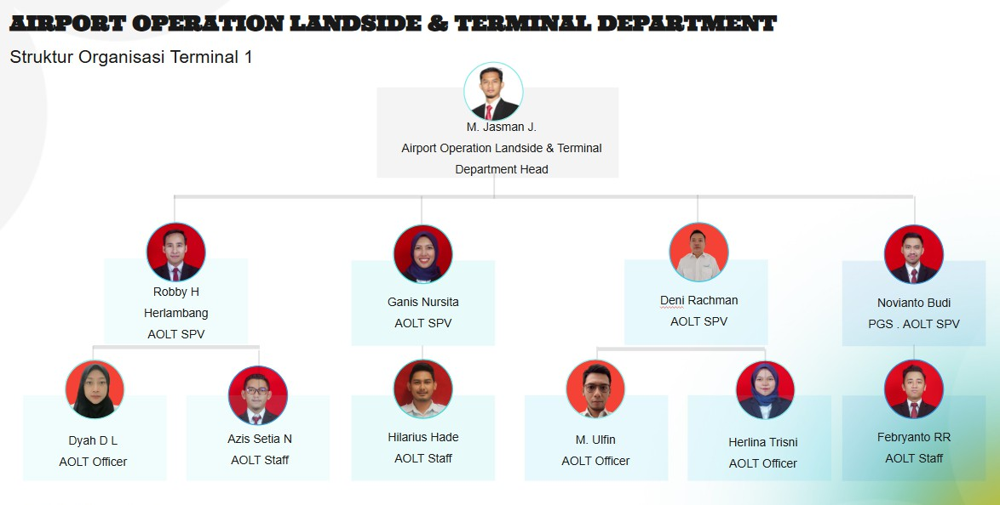 AIRPORT OPERATION LANDSIDE & TERMINAL DEPARTMENT
Struktur Organisasi Terminal 1
M. Jasman J.
Airport Operation Landside & Terminal
Department Head
Robby H
Herlambang
AOLT SPV
Ganis Nursita
AOLT SPV
Deni Rachman
AOLT SPV
Novianto Budi
PGS . AOLT SPV
Dyah D L
AOLT Officer
Azis Setia N
AOLT Staff
Hilarius Hade
AOLT Staff
M. Ulfin
AOLT Officer
Herlina Trisni
AOLT Officer
Febryanto RR
AOLT Staff